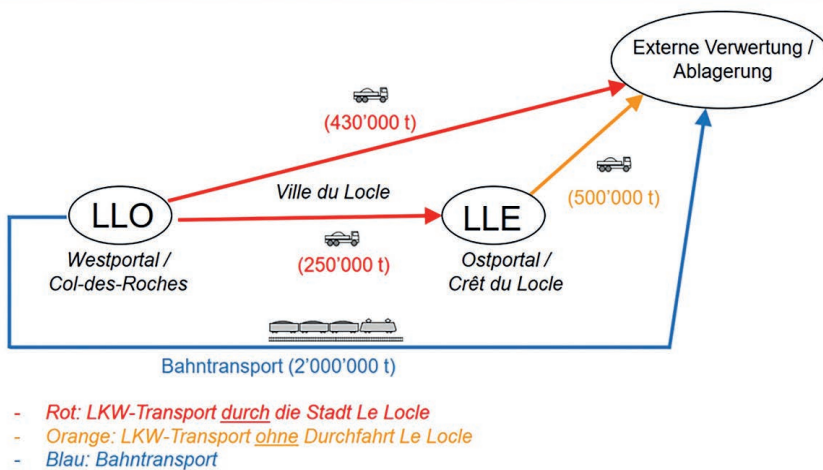 Externe Verwertung /
Ablagerung
(430'000 t)
Ville du Locle
(500'000 t)
LLO
LLE
Westportal /
Col-des-Roches
(250'000 t)
Ostportal /
Crêt du Locle
Bahntransport (2'000'000 t)
- Rot: LKW-Transport durch die Stadt Le Locle
- Orange: LKW-Transport ohne Durchfahrt Le Locle
- Blau: Bahntransport